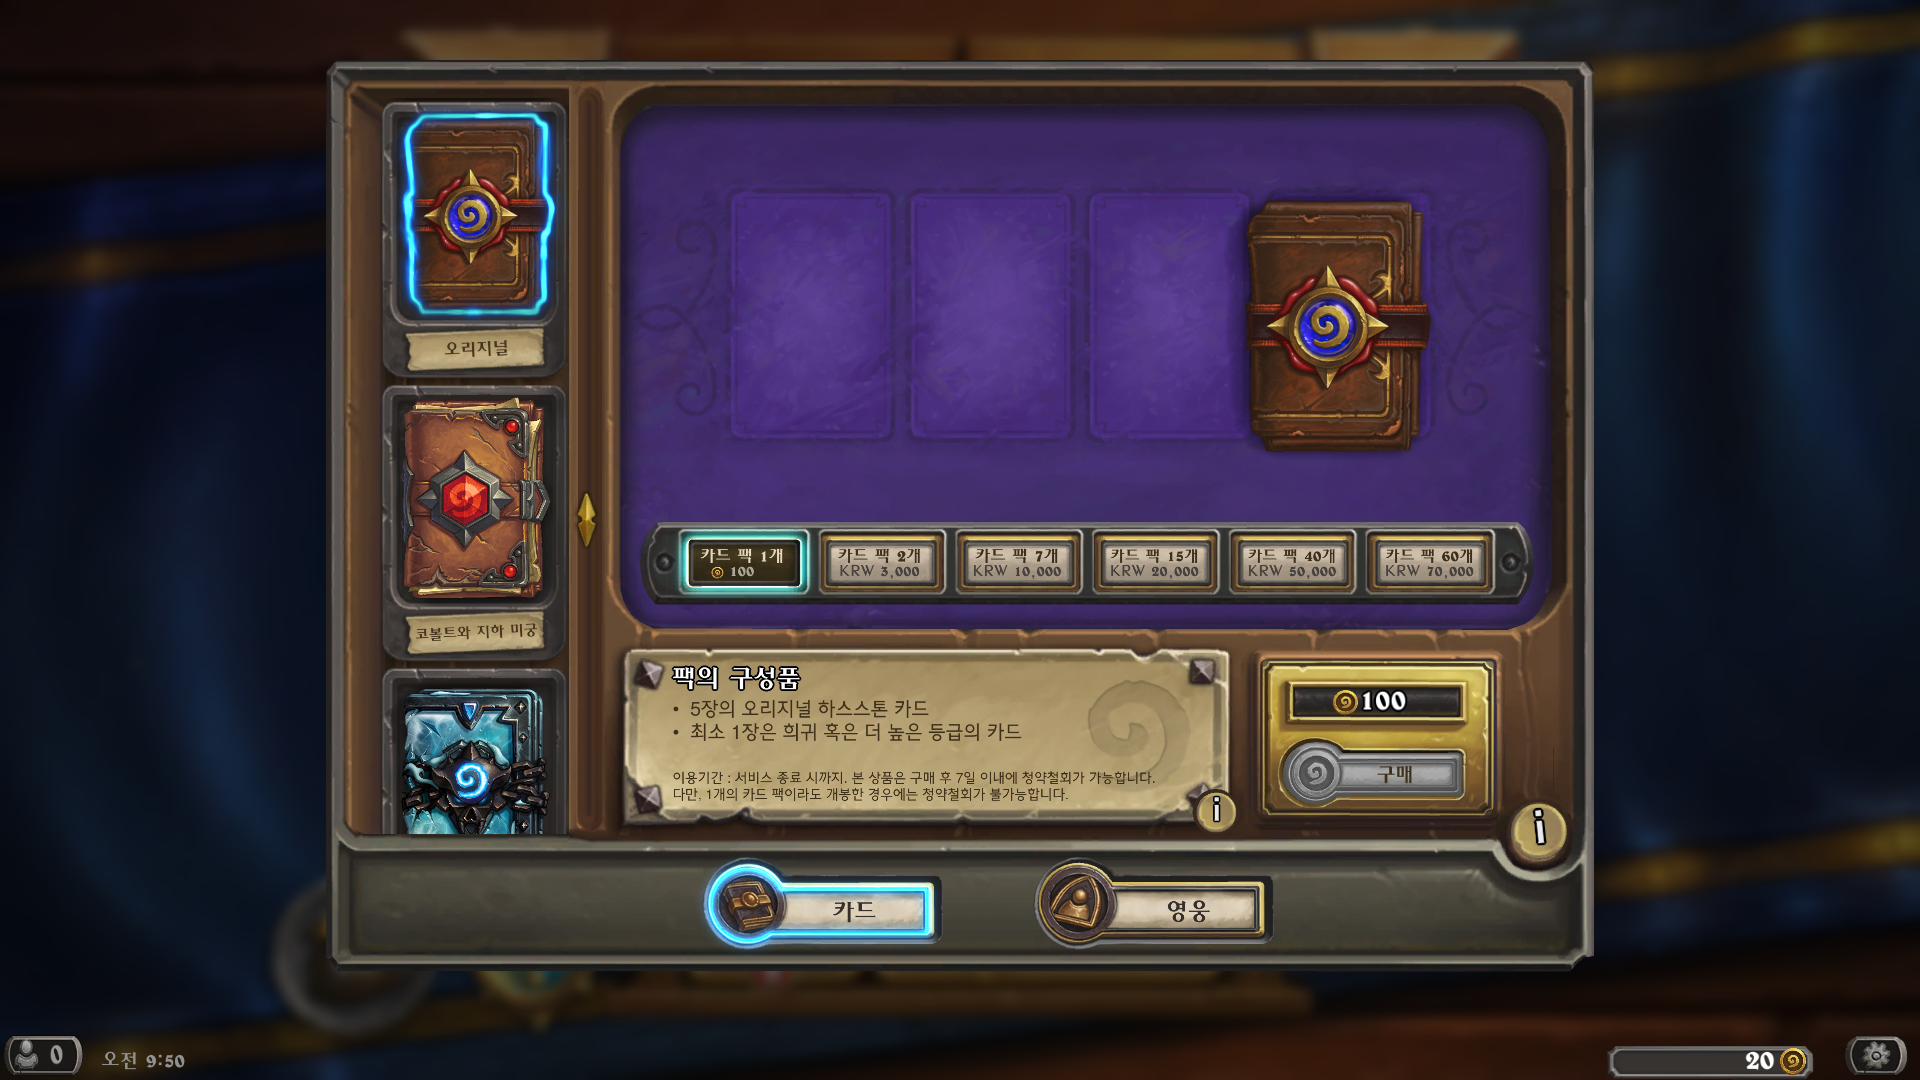 오리지널
코볼트와 지하 미궁
카드 팩 1개
100
카드 팩 2개
KRW 3,000
카드 팩 7개
KRW 10,000
카드 팩 15개
KRW 20,000
카드 팩 40개
KRW 50,000
카드 팩 60개
KRW 70,000
팩의 구성품
• 5장의 오리지널 하스스톤 카드
• 최소 1장은 희귀 혹은 더 높은 등급의 카드
이용기간 : 서비스 종료 시까지. 본 상품은 구매 후 7일 이내에 청약철회가 가능합니다.
다만, 1개의 카드 팩이라도 개봉한 경우에는 청약철회가 불가능합니다.
i
100
구매
i
카드
영웅
0
오전 9:50
20